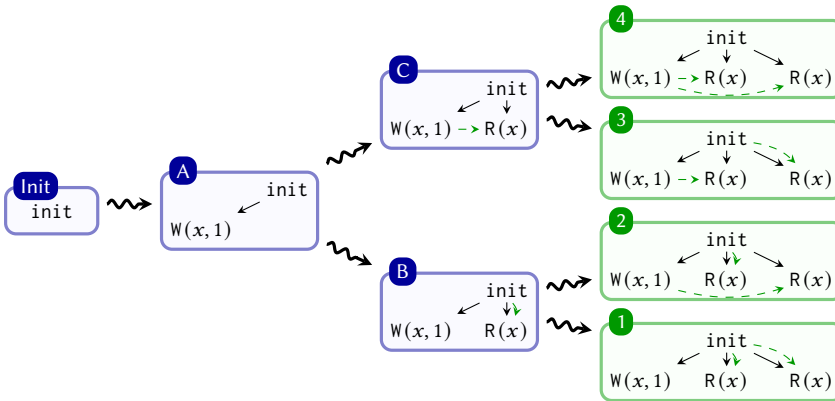 Init
init
A
init
W(x, 1)
C
init
W(x, 1) R(x)
B
init
W(x, 1) R(x)
4
init
W(x, 1) R(x) R(x)
3
init
W(x, 1) R(x) R(x)
2
init
W(x, 1) R(x) R(x)
1
init
W(x, 1) R(x) R(x)